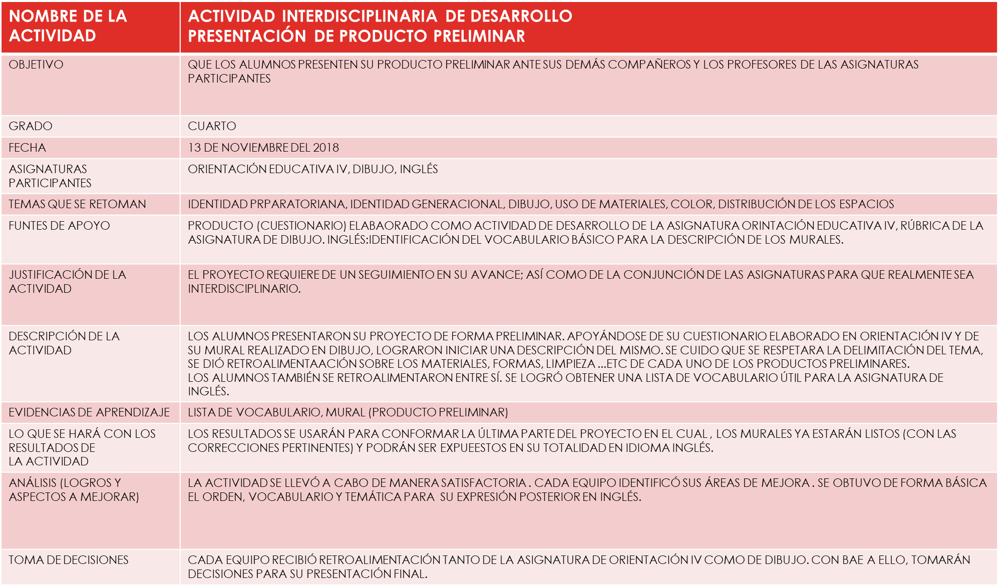 NOMBRE DE LA
ACTIVIDAD
ACTIVIDAD INTERDISCIPLINARIA DE DESARROLLO
PRESENTACIÓN DE PRODUCTO PRELIMINAR
OBJETIVO
QUE LOS ALUMNOS PRESENTEN SU PRODUCTO PRELIMINAR ANTE SUS DEMÁS COMPAÑEROS Y LOS PROFESORES DE LAS ASIGNATURAS
PARTICIPANTES
GRADO
CUARTO
FECHA
13 DE NOVIEMBRE DEL 2018
ASIGNATURAS
PARTICIPANTES
ORIENTACIÓN EDUCATIVA IV, DIBUJO, INGLÉS
TEMAS QUE SE RETOMAN
IDENTIDAD PRPARATORIANA, IDENTIDAD GENERACIONAL, DIBUJO, USO DE MATERIALES, COLOR, DISTRIBUCIÓN DE LOS ESPACIOS
FUNTES DE APOYO
PRODUCTO (CUESTIONARIO) ELABAORADO COMO ACTIVIDAD DE DESARROLLO DE LA ASIGNATURA ORINTACIÓN EDUCATIVA IV, RÚBRICA DE LA
ASIGNATURA DE DIBUJO. INGLÉS:IDENTIFICACIÓN DEL VOCABULARIO BÁSICO PARA LA DESCRIPCIÓN DE LOS MURALES.
JUSTIFICACIÓN DE LA
ACTIVIDAD
EL PROYECTO REQUIERE DE UN SEGUIMIENTO EN SU AVANCE; ASÍ COMO DE LA CONJUNCIÓN DE LAS ASIGNATURAS PARA QUE REALMENTE SEA
INTERDISCIPLINARIO.
DESCRIPCIÓN DE LA
ACTIVIDAD
LOS ALUMNOS PRESENTARON SU PROYECTO DE FORMA PRELIMINAR. APOYÁNDOSE DE SU CUESTIONARIO ELABORADO EN ORIENTACIÓN IV Y DE
SU MURAL REALIZADO EN DIBUJO, LOGRARON INICIAR UNA DESCRIPCIÓN DEL MISMO. SE CUIDO QUE SE RESPETARA LA DELIMITACIÓN DEL TEMA,
SE DIÓ RETROALIMENTAACIÓN SOBRE LOS MATERIALES, FORMAS, LIMPIEZA ...ETC DE CADA UNO DE LOS PRODUCTOS PRELIMINARES.
LOS ALUMNOS TAMBIÉN SE RETROALIMENTARON ENTRE SÍ. SE LOGRÓ OBTENER UNA LISTA DE VOCABULARIO ÚTIL PARA LA ASIGNATURA DE
INGLÉS.
EVIDENCIAS DE APRENDIZAJE
LISTA DE VOCABULARIO, MURAL (PRODUCTO PRELIMINAR)
LO QUE SE HARÁ CON LOS
RESULTADOS DE
LA ACTIVIDAD
LOS RESULTADOS SE USARÁN PARA CONFORMAR LA ÚLTIMA PARTE DEL PROYECTO EN EL CUAL , LOS MURALES YA ESTARÁN LISTOS (CON LAS
CORRECCIONES PERTINENTES) Y PODRÁN SER EXPUEESTOS EN SU TOTALIDAD EN IDIOMA INGLÉS.
ANÁLISIS (LOGROS Y
ASPECTOS A MEJORAR)
LA ACTIVIDAD SE LLEVÓ A CABO DE MANERA SATISFACTORIA . CADA EQUIPO IDENTIFICÓ SUS ÁREAS DE MEJORA . SE OBTUVO DE FORMA BÁSICA
EL ORDEN, VOCABULARIO Y TEMÁTICA PARA SU EXPRESIÓN POSTERIOR EN INGLÉS.
TOMA DE DECISIONES
CADA EQUIPO RECIBIÓ RETROALIMENTACIÓN TANTO DE LA ASIGNATURA DE ORIENTACIÓN IV COMO DE DIBUJO. CON BAE A ELLO, TOMARÁN
DECISIONES PARA SU PRESENTACIÓN FINAL.